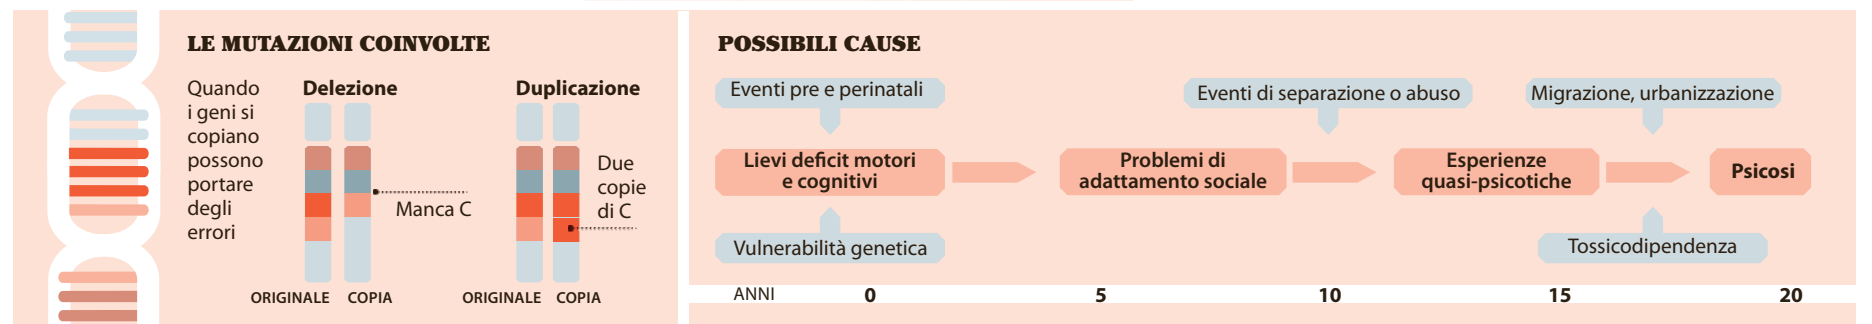 LE MUTAZIONI COINVOLTE
Quando
i geni si
copiano
possono
portare
degli
errori
Delezione
Manca C
ORIGINALE COPIA
Duplicazione
Due
copie
di C
ORIGINALE COPIA
POSSIBILI CAUSE
Eventi pre e perinatali
Eventi di separazione o abuso
Migrazione, urbanizzazione
Lievi deficit motori
e cognitivi
Problemi di
adattamento sociale
Esperienze
quasi-psicotiche
Psicosi
Vulnerabilità genetica
Tossicodipendenza
ANNI 0 5 10 15 20